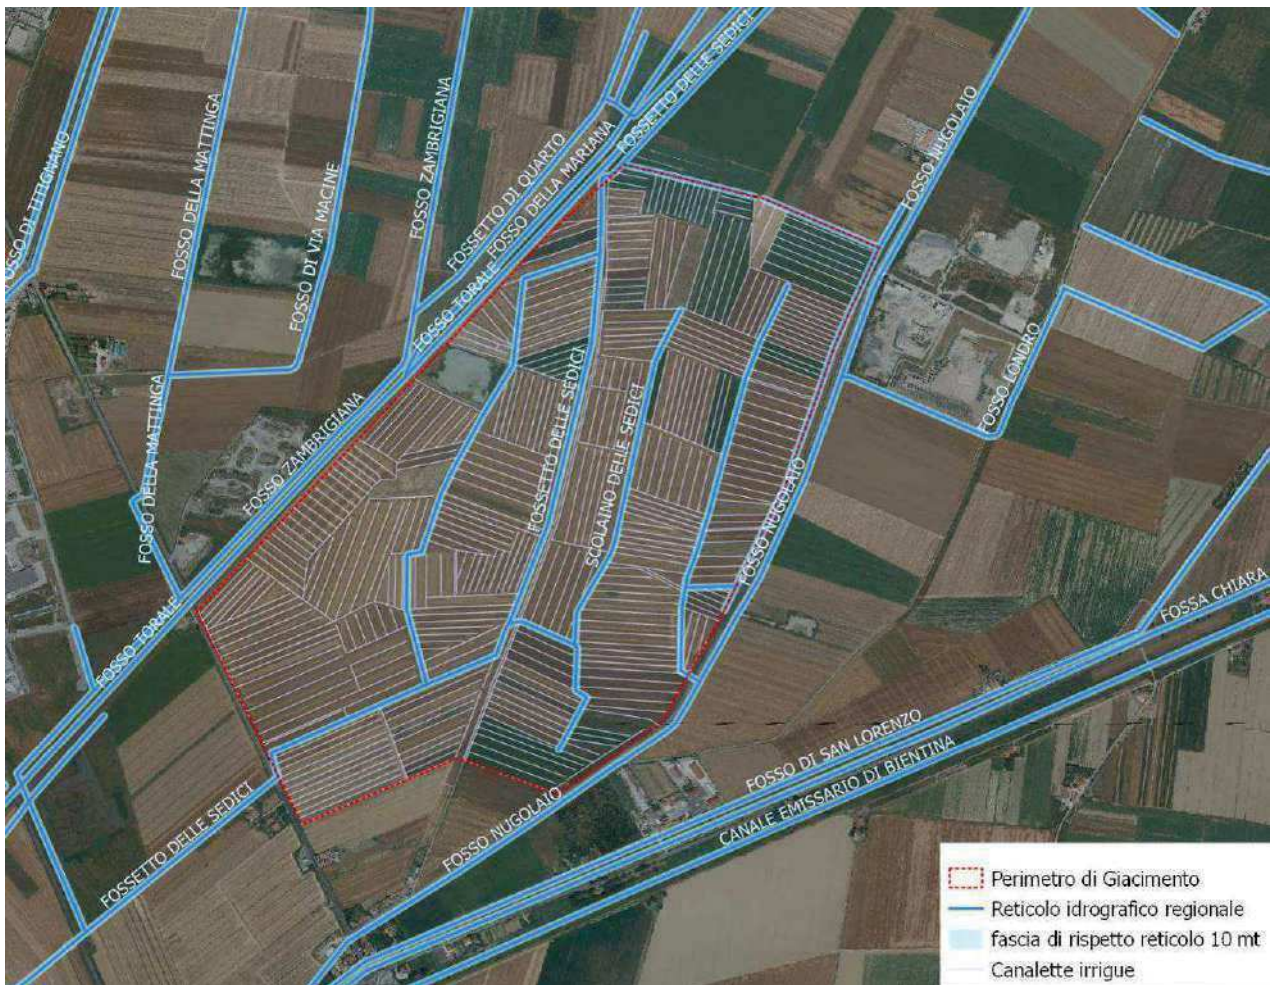 FOSSETTO DELLE SEDICI
FOSSO NUGOLAIO
FOSSO DELLA MATTINGA
FOSSO ZAMBRIGIANA
FOSSETTO DI QUARTO
FOSSO DELLA MARIANA
OSSO DI TITIGNANO
FOSSO DI VIA MACINE
FOSSO TORALE
FOSSO LONDRO
FOSSO DELLA MATTINGA
FOSSO ZAMBRIGIANA
FOSSETTO DELLE SEDICI
SCOLAINO DELLE SEDICI
FOSSO NUGOLAIO
FOSSO TORALE
FOSSA CHIARA
FOSSO DI SAN LORENZO
CANALE EMISSARIO DI BIENTINA
FOSSETTO DELLE SEDICI
FOSSO NUGOLAIO
Perimetro di Giacimento
Reticolo idrografico regionale
fascia di rispetto reticolo 10 mt
Canalette irrigue